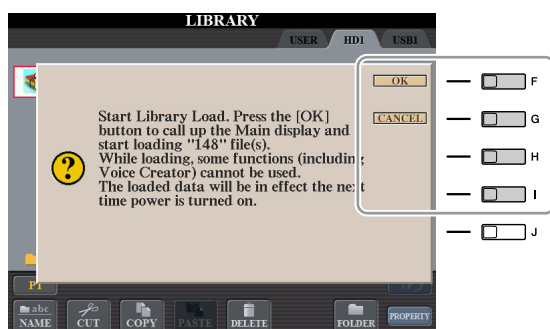 LIBRARY
USER HD1 USB1
OK
CANCEL
Start Library Load. Press the [OK]
button to call up the Main display and
start loading "148" file(s).
While loading, some functions (including
Voice Creator) cannot be used.
The loaded data will be in effect the next
time power is turned on.
F
G
H
I
J
P1
UP
abc
NAME CUT COPY PASTE DELETE FOLDER PROPERTY